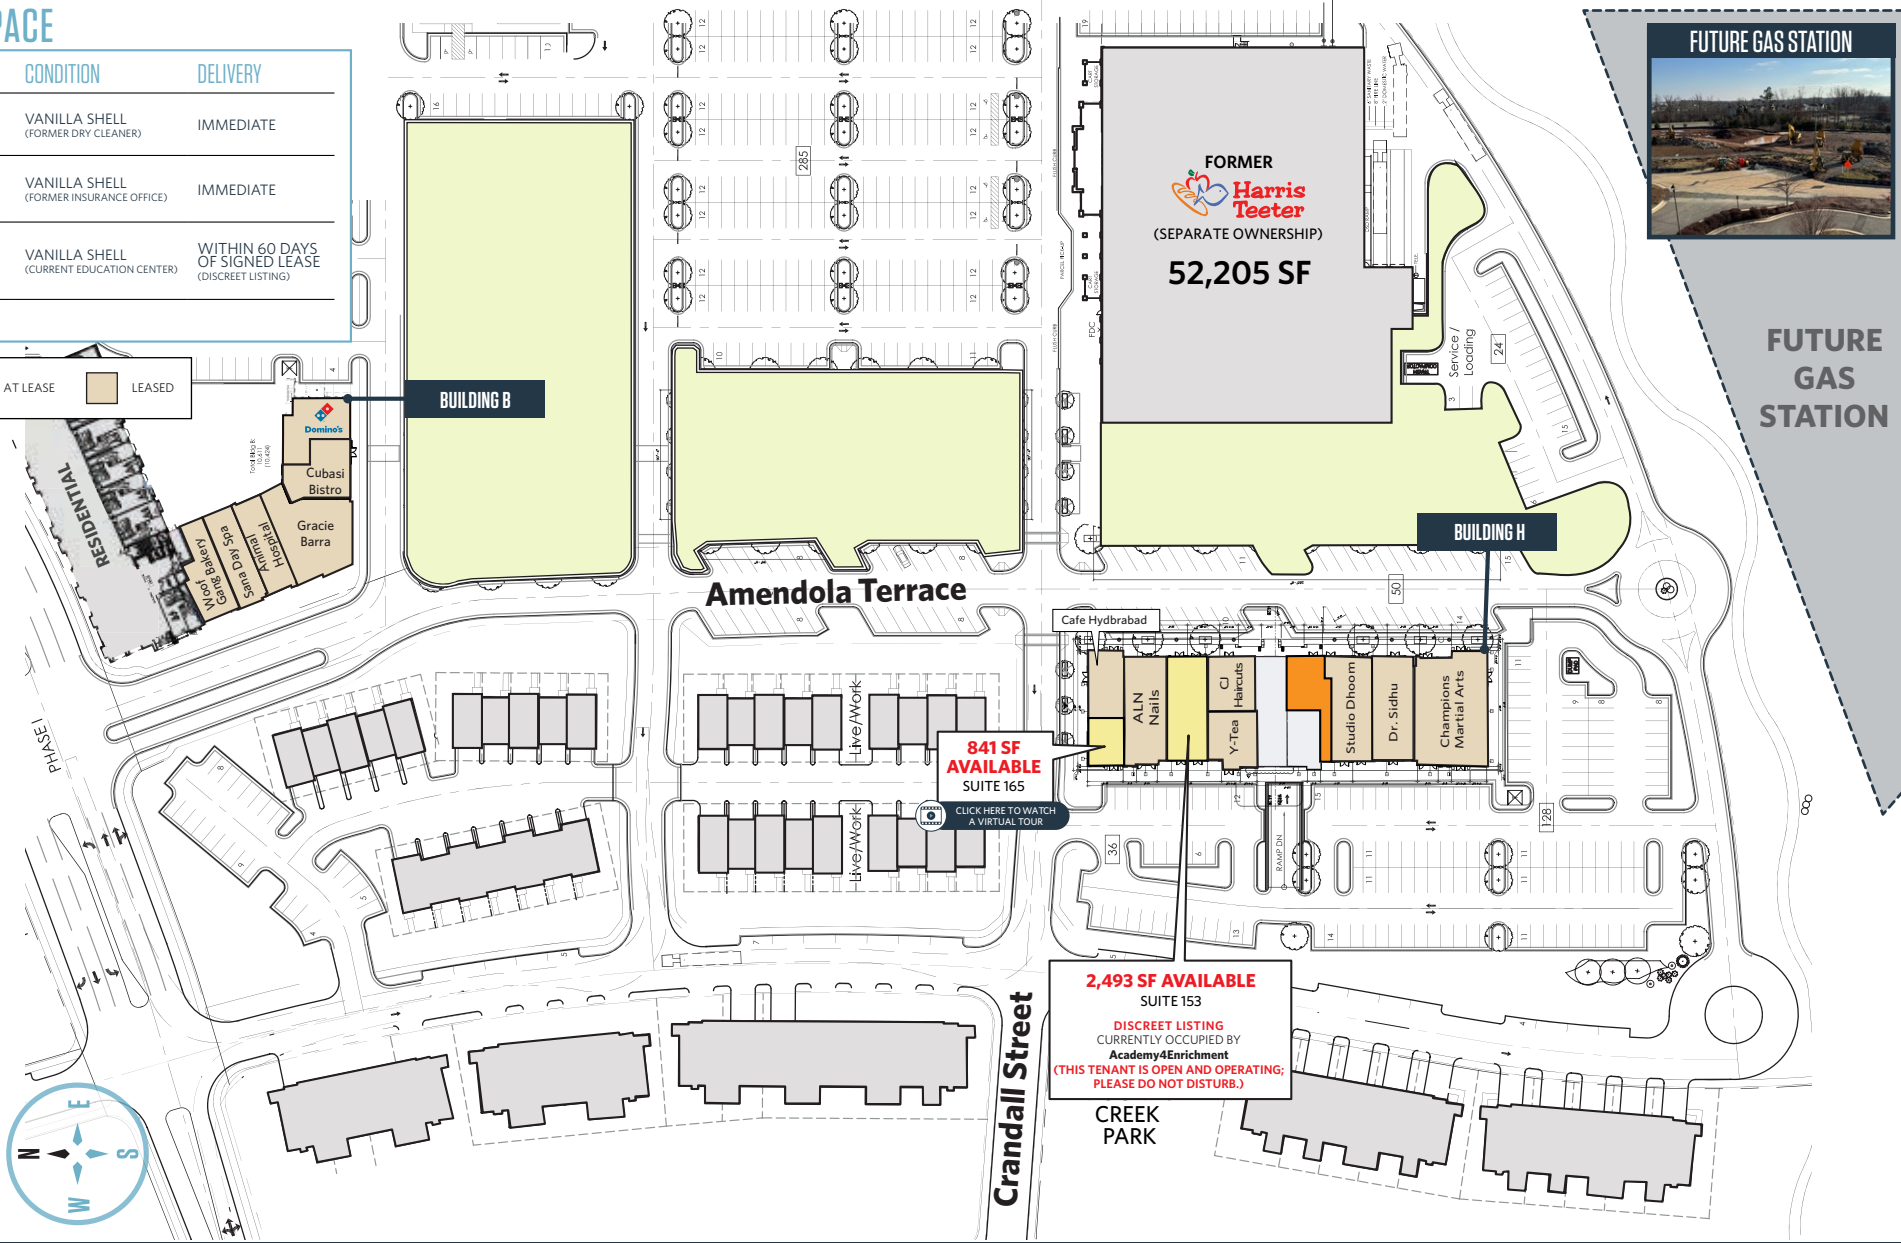 PACE
CONDITION
DELIVERY
VANILLA SHELL
(FORMER DRY CLEANER)
IMMEDIATE
VANILLA SHELL
(FORMER INSURANCE OFFICE)
IMMEDIATE
VANILLA SHELL
(CURRENT EDUCATION CENTER)
WITHIN 60 DAYS
OF SIGNED LEASE
(DISCREET LISTING)
AT LEASE
LEASED
FUTURE GAS STATION
FUTURE
GAS
STATION
FORMER
Harris
Teeter
(SEPARATE OWNERSHIP)
52,205 SF
Service /
Loading
24
285
BUILDING B
Domino's
Cubasi
Bistro
Gracie
Barra
Animal
Hospital
Sana Day Spa
Woof
Gang Bakery
RESIDENTIAL
PHASE I
BUILDING H
Amendola Terrace
50
Cafe Hydbrabad
ALN
Nails
CJ
Haircuts
Y-Tea
Studio Dhoom
Dr. Sidhu
Champions
Martial Arts
Live/Work
Live/Work
841 SF
AVAILABLE
SUITE 165
CLICK HERE TO WATCH
A VIRTUAL TOUR
36
128
RAMP DN
2,493 SF AVAILABLE
SUITE 153
DISCREET LISTING
CURRENTLY OCCUPIED BY
Academy4Enrichment
(THIS TENANT IS OPEN AND OPERATING;
PLEASE DO NOT DISTURB.)
CREEK
PARK
Crandall Street
E
N
S
W